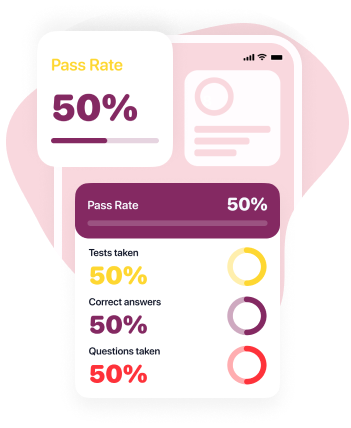 Pass Rate
50%
Pass Rate 50%
Tests taken
50%
Correct answers
50%
Questions taken
50%